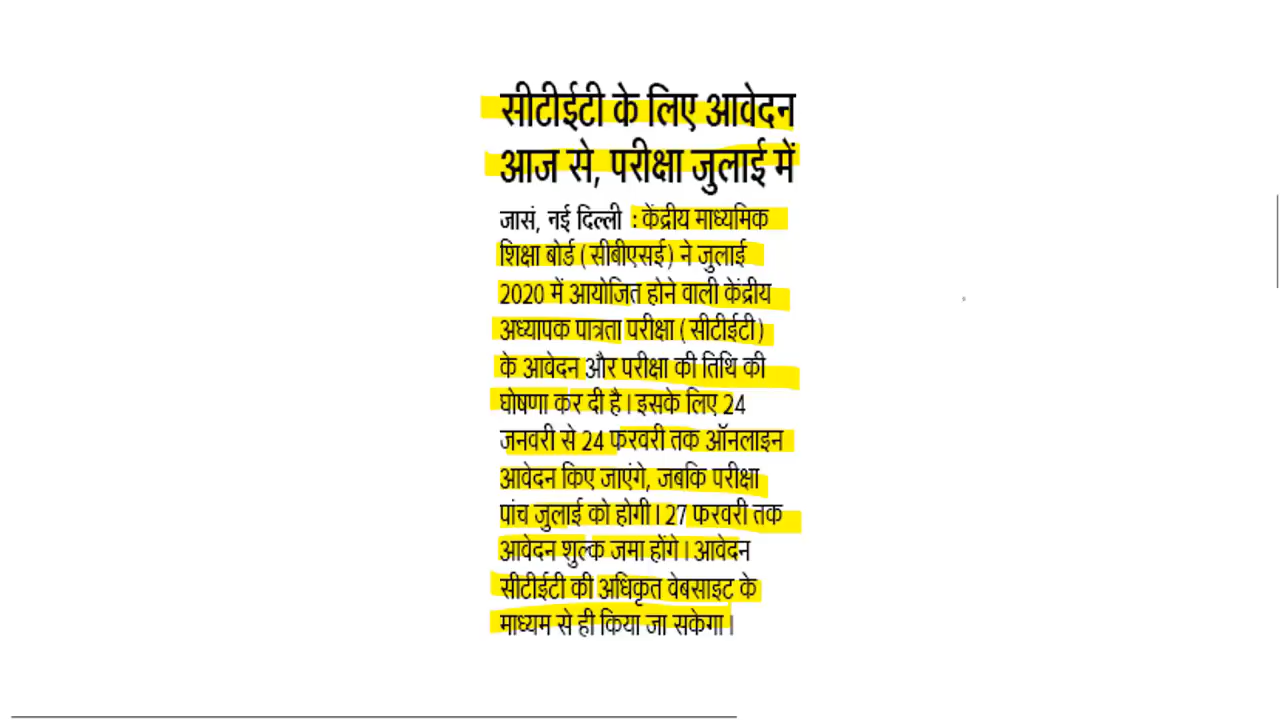 सीटीईटी के लिए आवेदन
आज से, परीक्षा जुलाई में
जासं, नई दिल्ली : केंद्रीय माध्यमिक
शिक्षा बोर्ड (सीबीएसई) ने जुलाई
2020 में आयोजित होने वाली केंद्रीय
अध्यापक पात्रता परीक्षा (सीटीईटी)
के आवेदन और परीक्षा की तिथि की
घोषणा कर दी है। इसके लिए 24
जनवरी से 24 फरवरी तक ऑनलाइन
आवेदन किए जाएंगे, जबकि परीक्षा
पांच जुलाई को होगी। 27 फरवरी तक
आवेदन शुल्क जमा होंगे। आवेदन
सीटीईटी की अधिकृत वेबसाइट के
माध्यम से ही किया जा सकेगा।